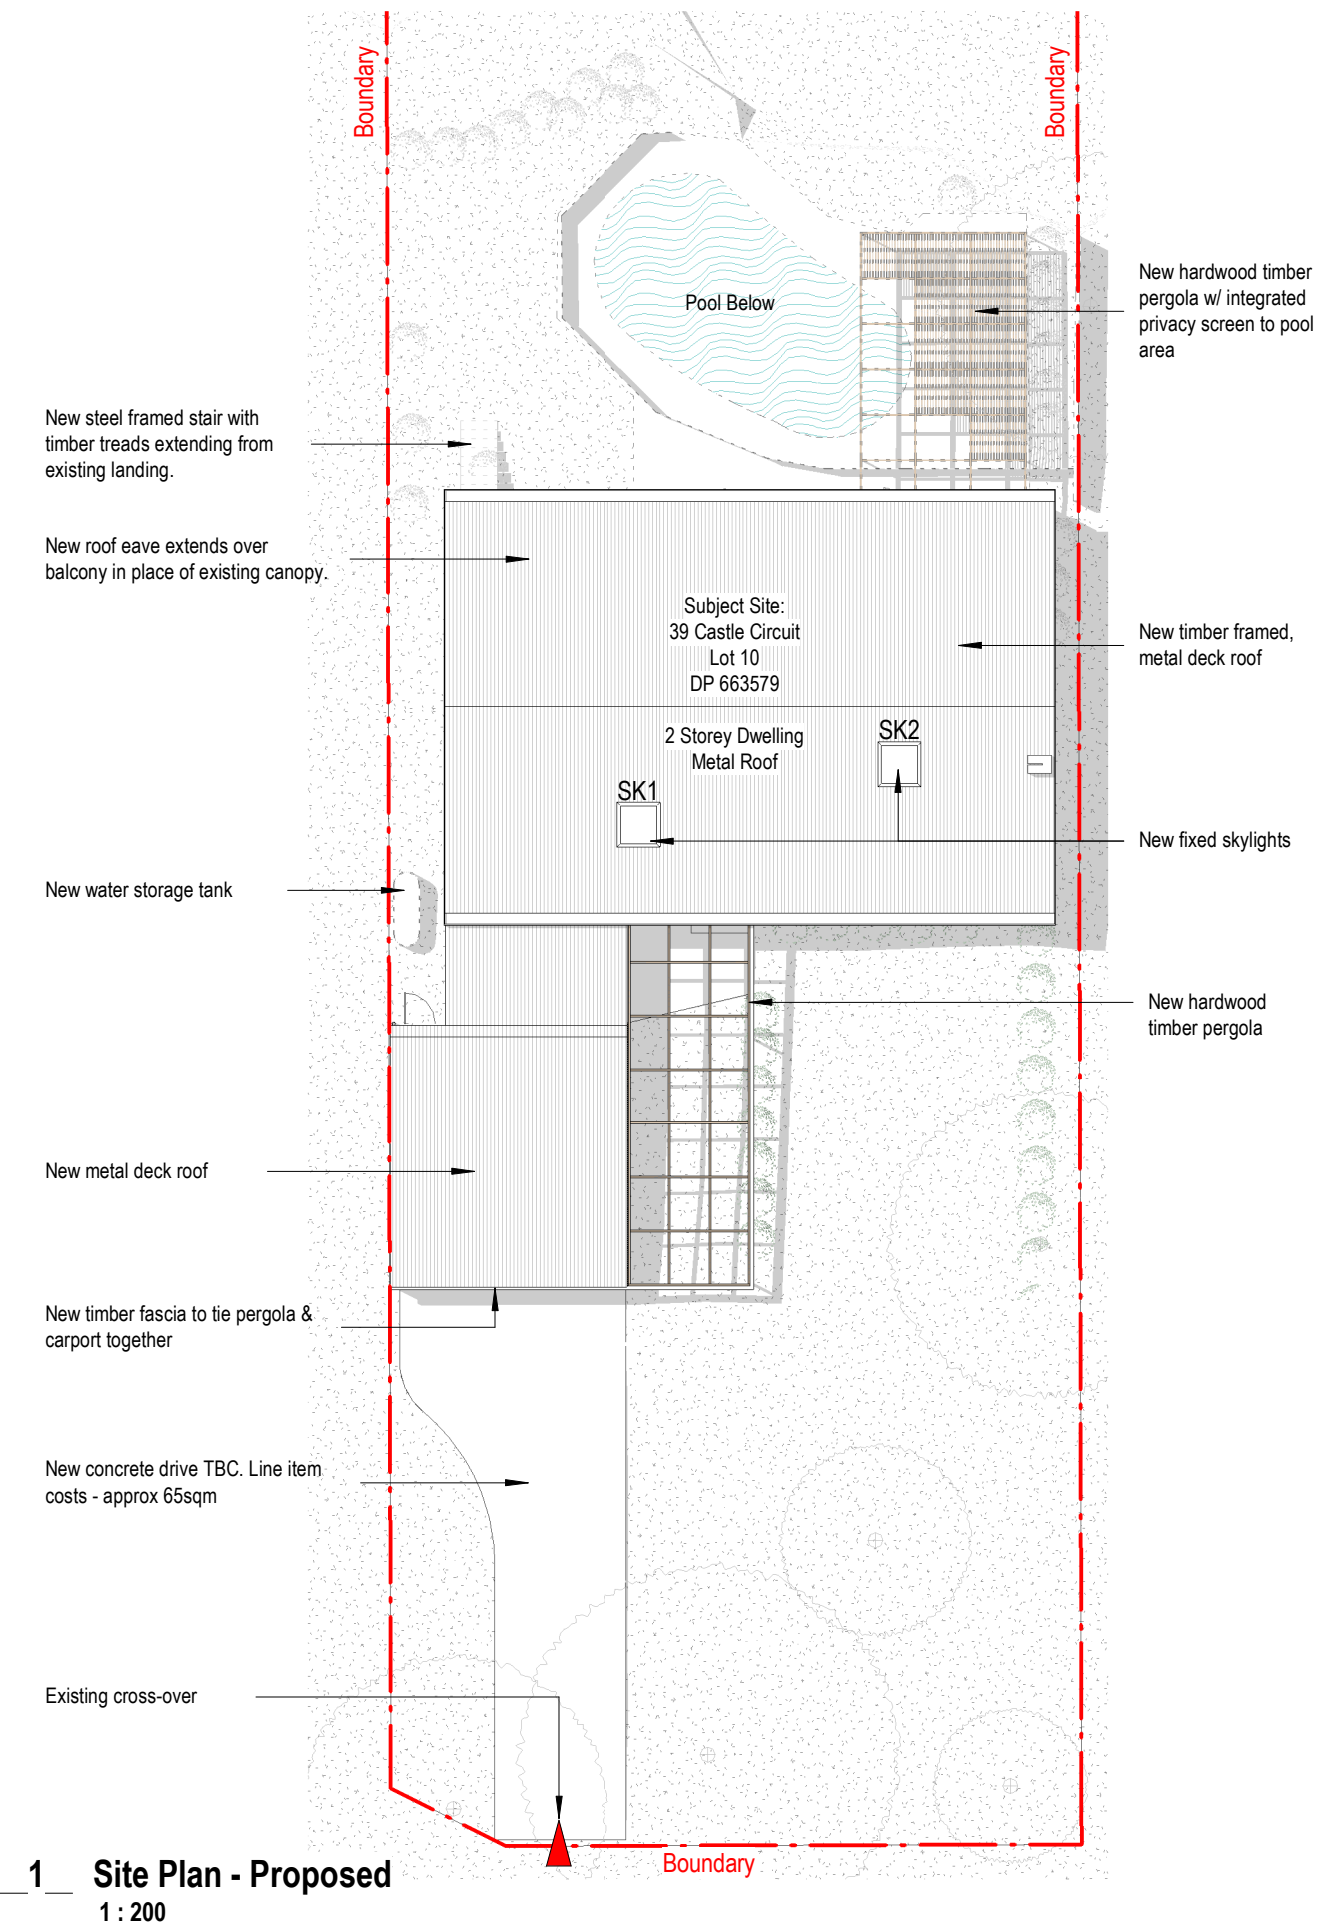 Boundary
Boundary
Pool Below
New hardwood timber
pergola w/ integrated
privacy screen to pool
area
New steel framed stair with
timber treads extending from
existing landing.
New roof eave extends over
balcony in place of existing canopy.
Subject Site:
39 Castle Circuit
Lot 10
DP 663579
New timber framed,
metal deck roof
2 Storey Dwelling
Metal Roof
SK2
SK1
New fixed skylights
New water storage tank
New hardwood
timber pergola
New metal deck roof
New timber fascia to tie pergola &
carport together
New concrete drive TBC. Line item
costs - approx 65sqm
Existing cross-over
Boundary
1 Site Plan - Proposed
1 : 200